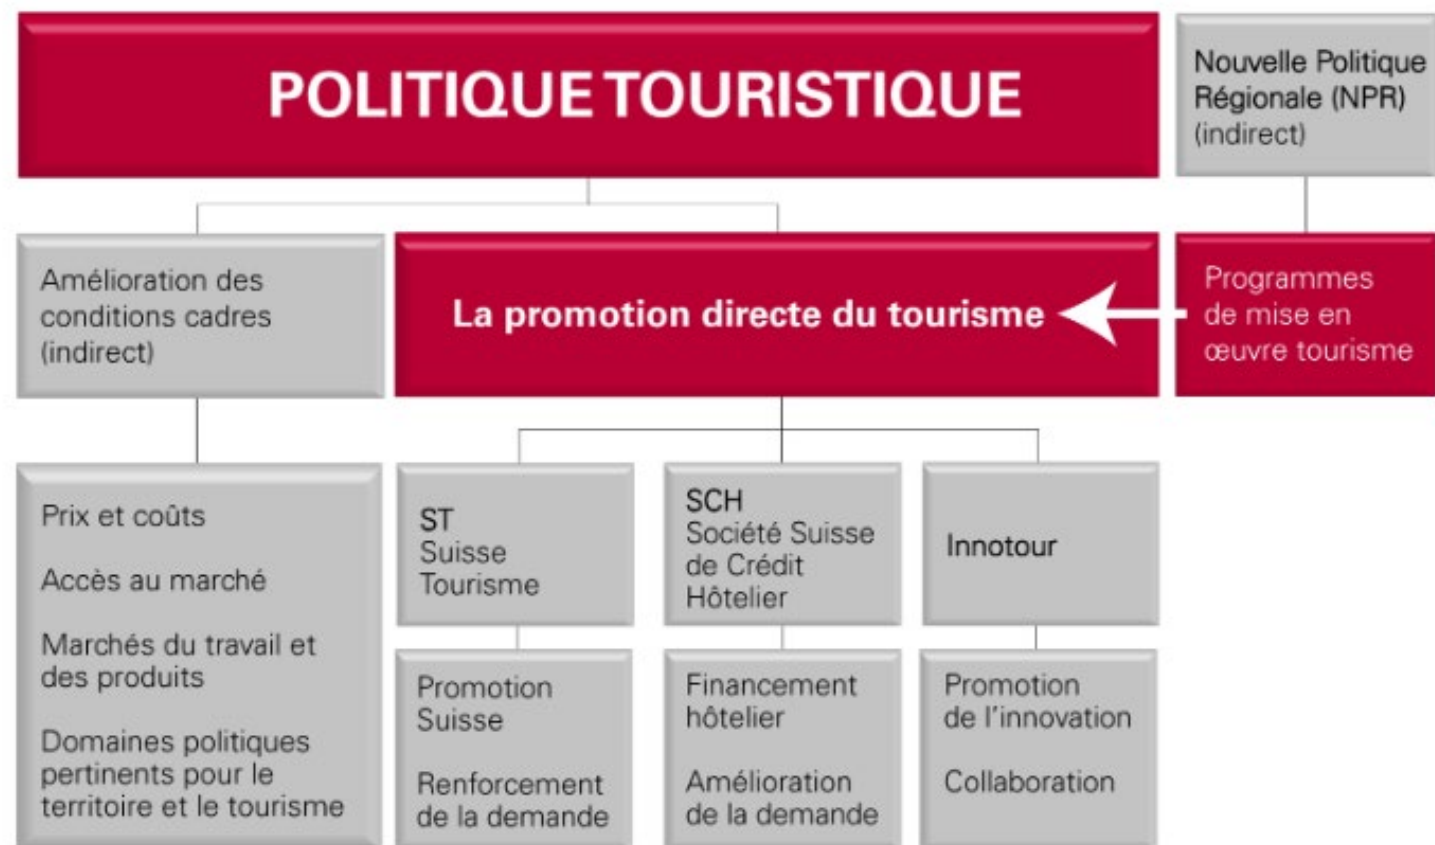 POLITIQUE TOURISTIQUE
Nouvelle Politique
Régionale (NPR)
(indirect)
Amélioration des
conditions cadres
(indirect)
La promotion directe du tourisme
Programmes
de mise en
œuvre tourisme
Prix et coûts
Accès au marché
Marchés du travail et
des produits
Domaines politiques
pertinents pour le
territoire et le tourisme
ST
Suisse
Tourisme
SCH
Société Suisse
de Crédit
Hôtelier
Innotour
Promotion
Suisse
Renforcement
de la demande
Financement
hôtelier
Amélioration
de la demande
Promotion
de l'innovation
Collaboration